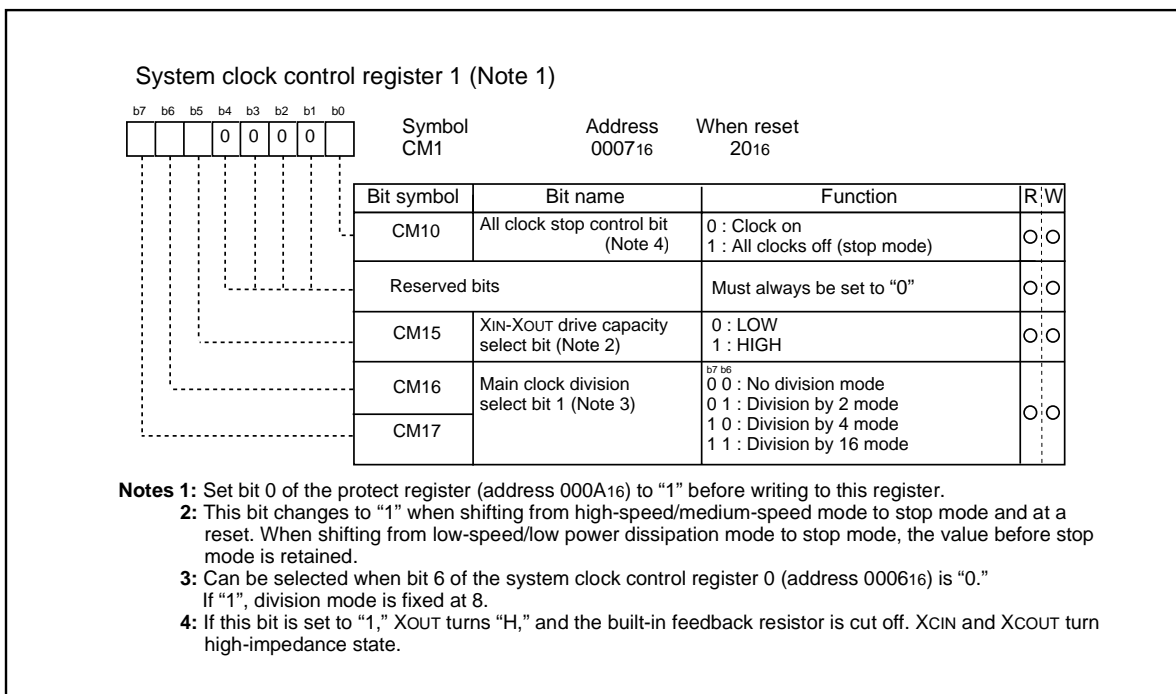 System clock control register 1 (Note 1)
b7 b6 b5 b4 b3 b2 b1 b0
0 0 0 0
Symbol Address When reset
CM1 000716 2016
Bit symbol Bit name Function R W
CM10 All clock stop control bit (Note 4) 0 : Clock on
1 : All clocks off (stop mode)
Reserved bits Must always be set to “0”
CM15 XIN-XOUT drive capacity select bit (Note 2) 0 : LOW
1 : HIGH
CM16 Main clock division select bit 1 (Note 3) b7 b6
0 0 : No division mode
0 1 : Division by 2 mode
CM17 1 0 : Division by 4 mode
1 1 : Division by 16 mode
Notes 1: Set bit 0 of the protect register (address 000A16) to “1” before writing to this register.
2: This bit changes to “1” when shifting from high-speed/medium-speed mode to stop mode and at a
reset. When shifting from low-speed/low power dissipation mode to stop mode, the value before stop
mode is retained.
3: Can be selected when bit 6 of the system clock control register 0 (address 000616) is “0.”
If “1”, division mode is fixed at 8.
4: If this bit is set to “1,” XOUT turns “H,” and the built-in feedback resistor is cut off. XCIN and XCOUT turn
high-impedance state.